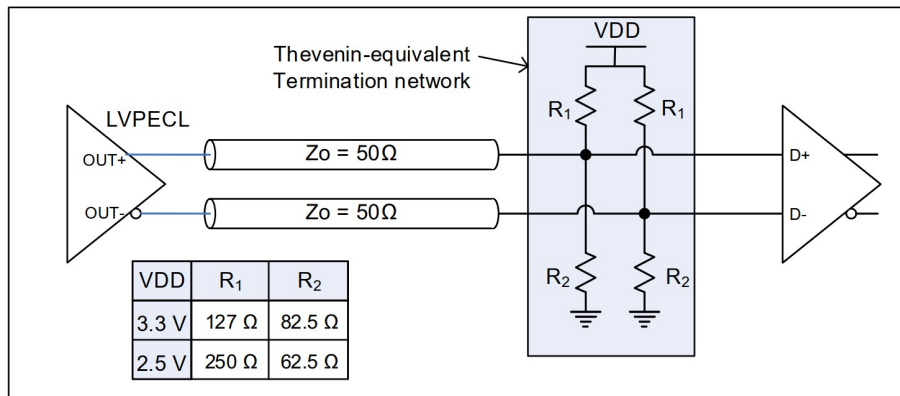 VDD
Thevenin-equivalent
Termination network
R1
R1
LVPECL
OUT+
Zo = 50Ω
D+
OUT-
Zo = 50Ω
D-
R2
R2
VDD R1 R2
3.3 V 127 Ω 82.5 Ω
2.5 V 250 Ω 62.5 Ω